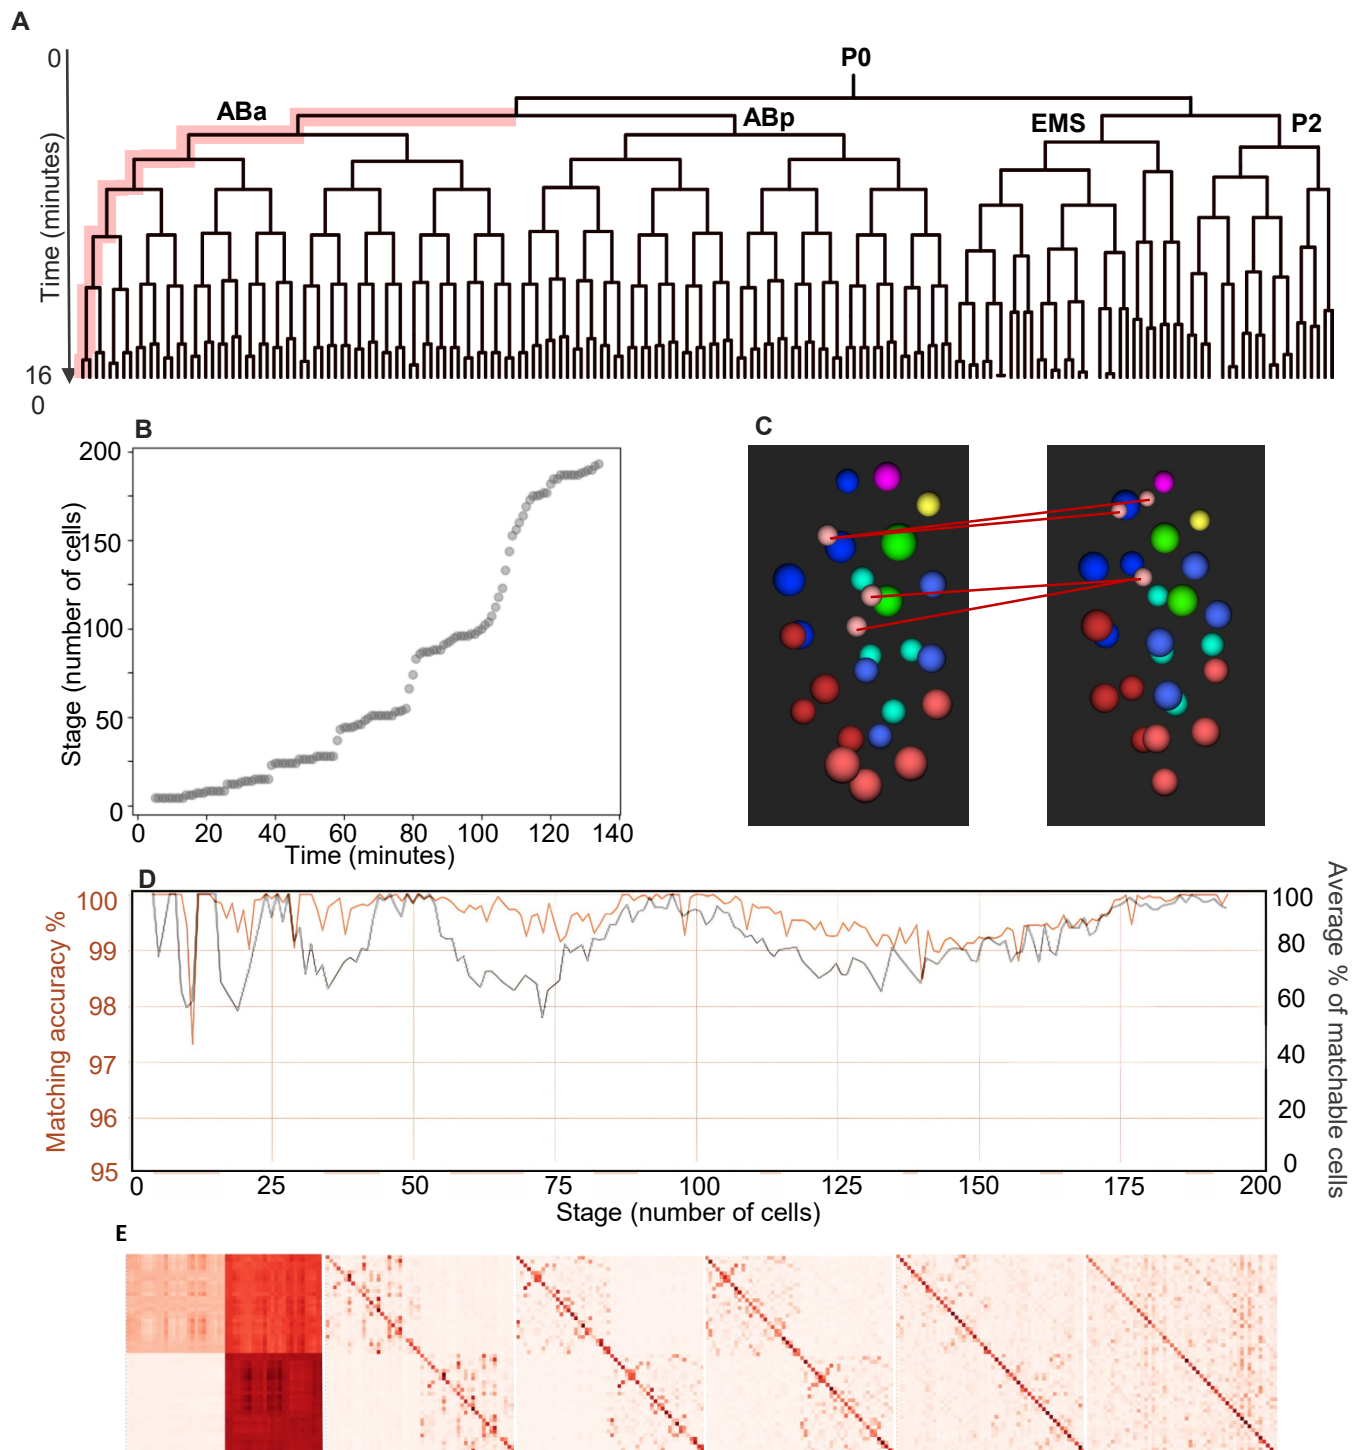 A
0
P0
ABa
ABp
EMS
P2
Time (minutes)
16
0
B
C
200
150
100
50
0
Stage (number of cells)
0 20 40 60 80 100 120 140
Time (minutes)
D
100
99
98
97
96
95
Matching accuracy %
100
80
60
40
20
0
Average % of matchable cells
0 25 50 75 100 125 150 175 200
Stage (number of cells)
E